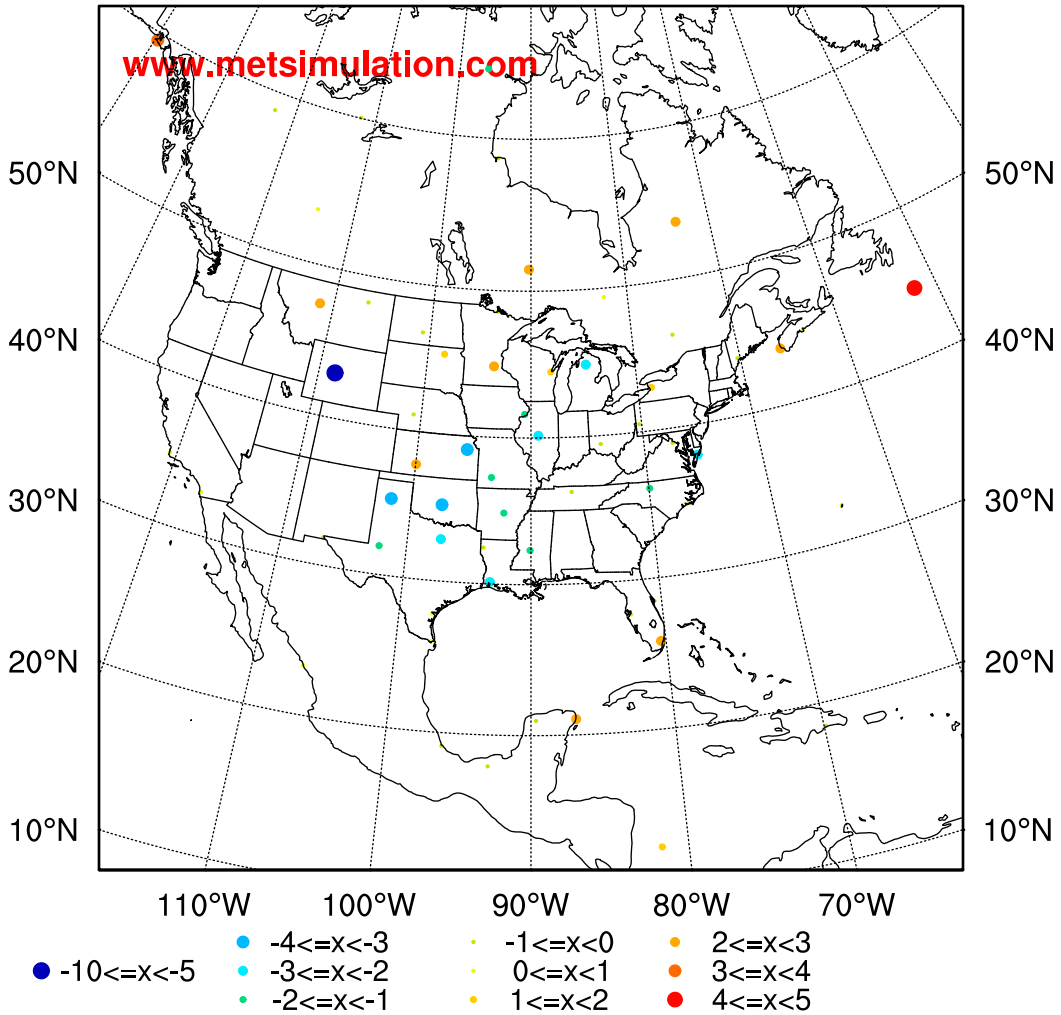 www.metsimulation.com
50°N 50°N
40°N 40°N
30°N 30°N
20°N 20°N
10°N 10°N
110°W 100°W 90°W 80°W 70°W
-4<=x<-3 -1<=x<0 2<=x<3
-10<=x<-5 -3<=x<-2 0<=x<1 3<=x<4
-2<=x<-1 1<=x<2 4<=x<5